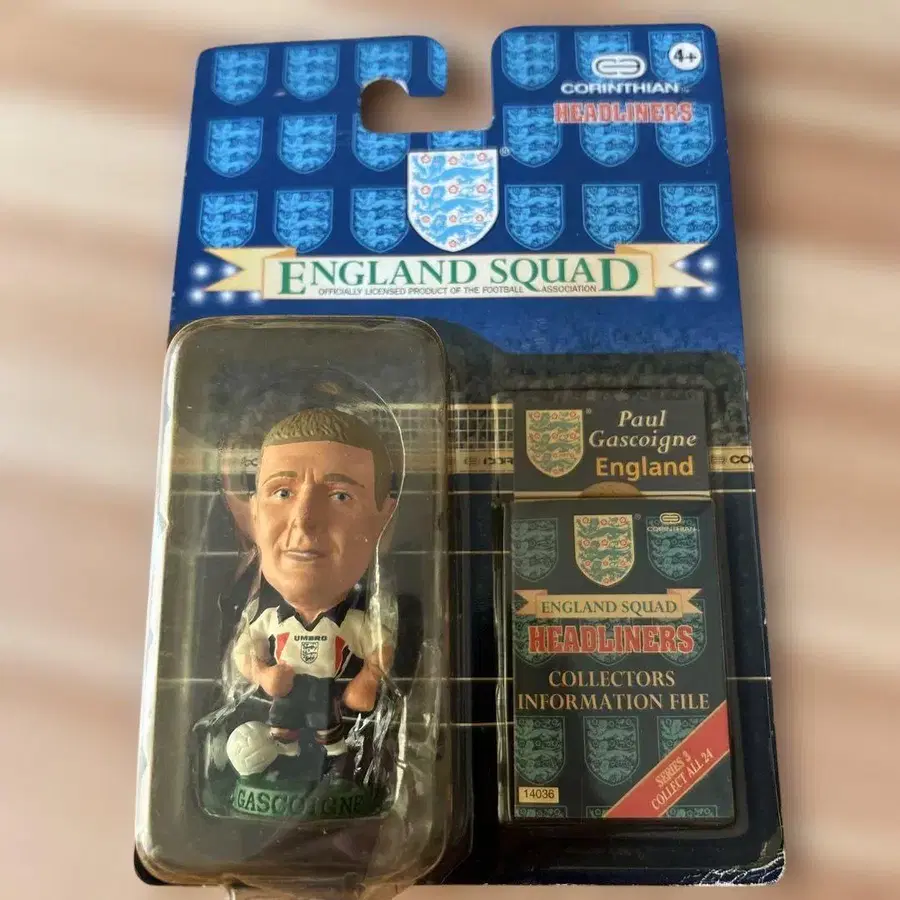 4+
CORINTHIAN™
HEADLINERS
®
ENGLAND SQUAD
OFFICIALLY LICENSED PRODUCT OF THE FOOTBALL ASSOCIATION
Paul
Gascoigne
England
CORINTHIAN
ENGLAND SQUAD
HEADLINERS
COLLECTORS
INFORMATION FILE
SERIES 3
COLLECT ALL 24
14036
UMBRO
GASCOIGNE